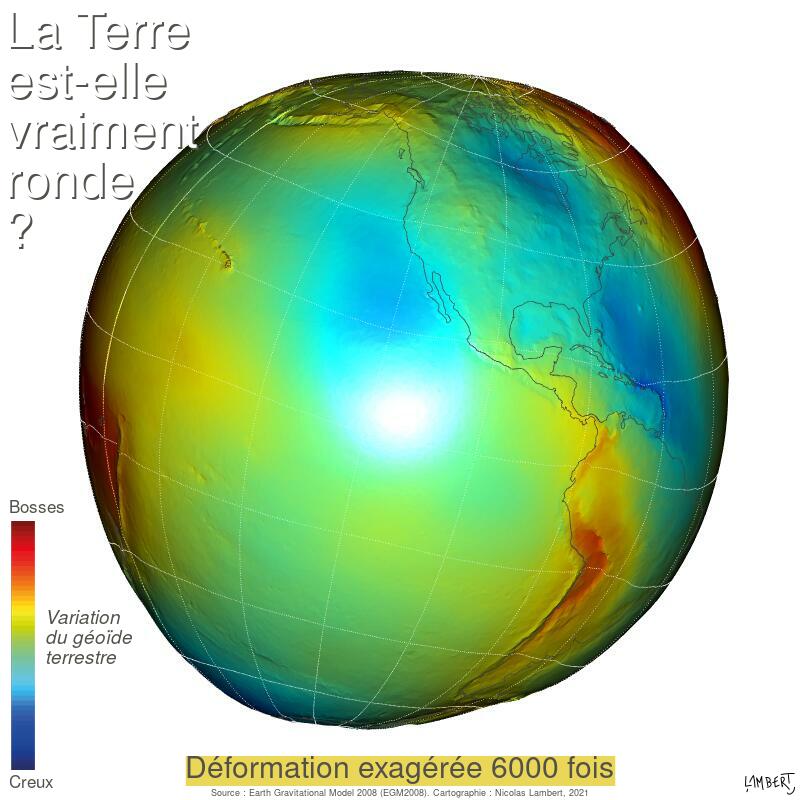 La Terre
est-elle
vraiment
ronde
?
Bosses
Variation
du géoïde
terrestre
Creux
Déformation exagérée 6000 fois
Source : Earth Gravitational Model 2008 (EGM2008). Cartographie : Nicolas Lambert, 2021
LAMBERT